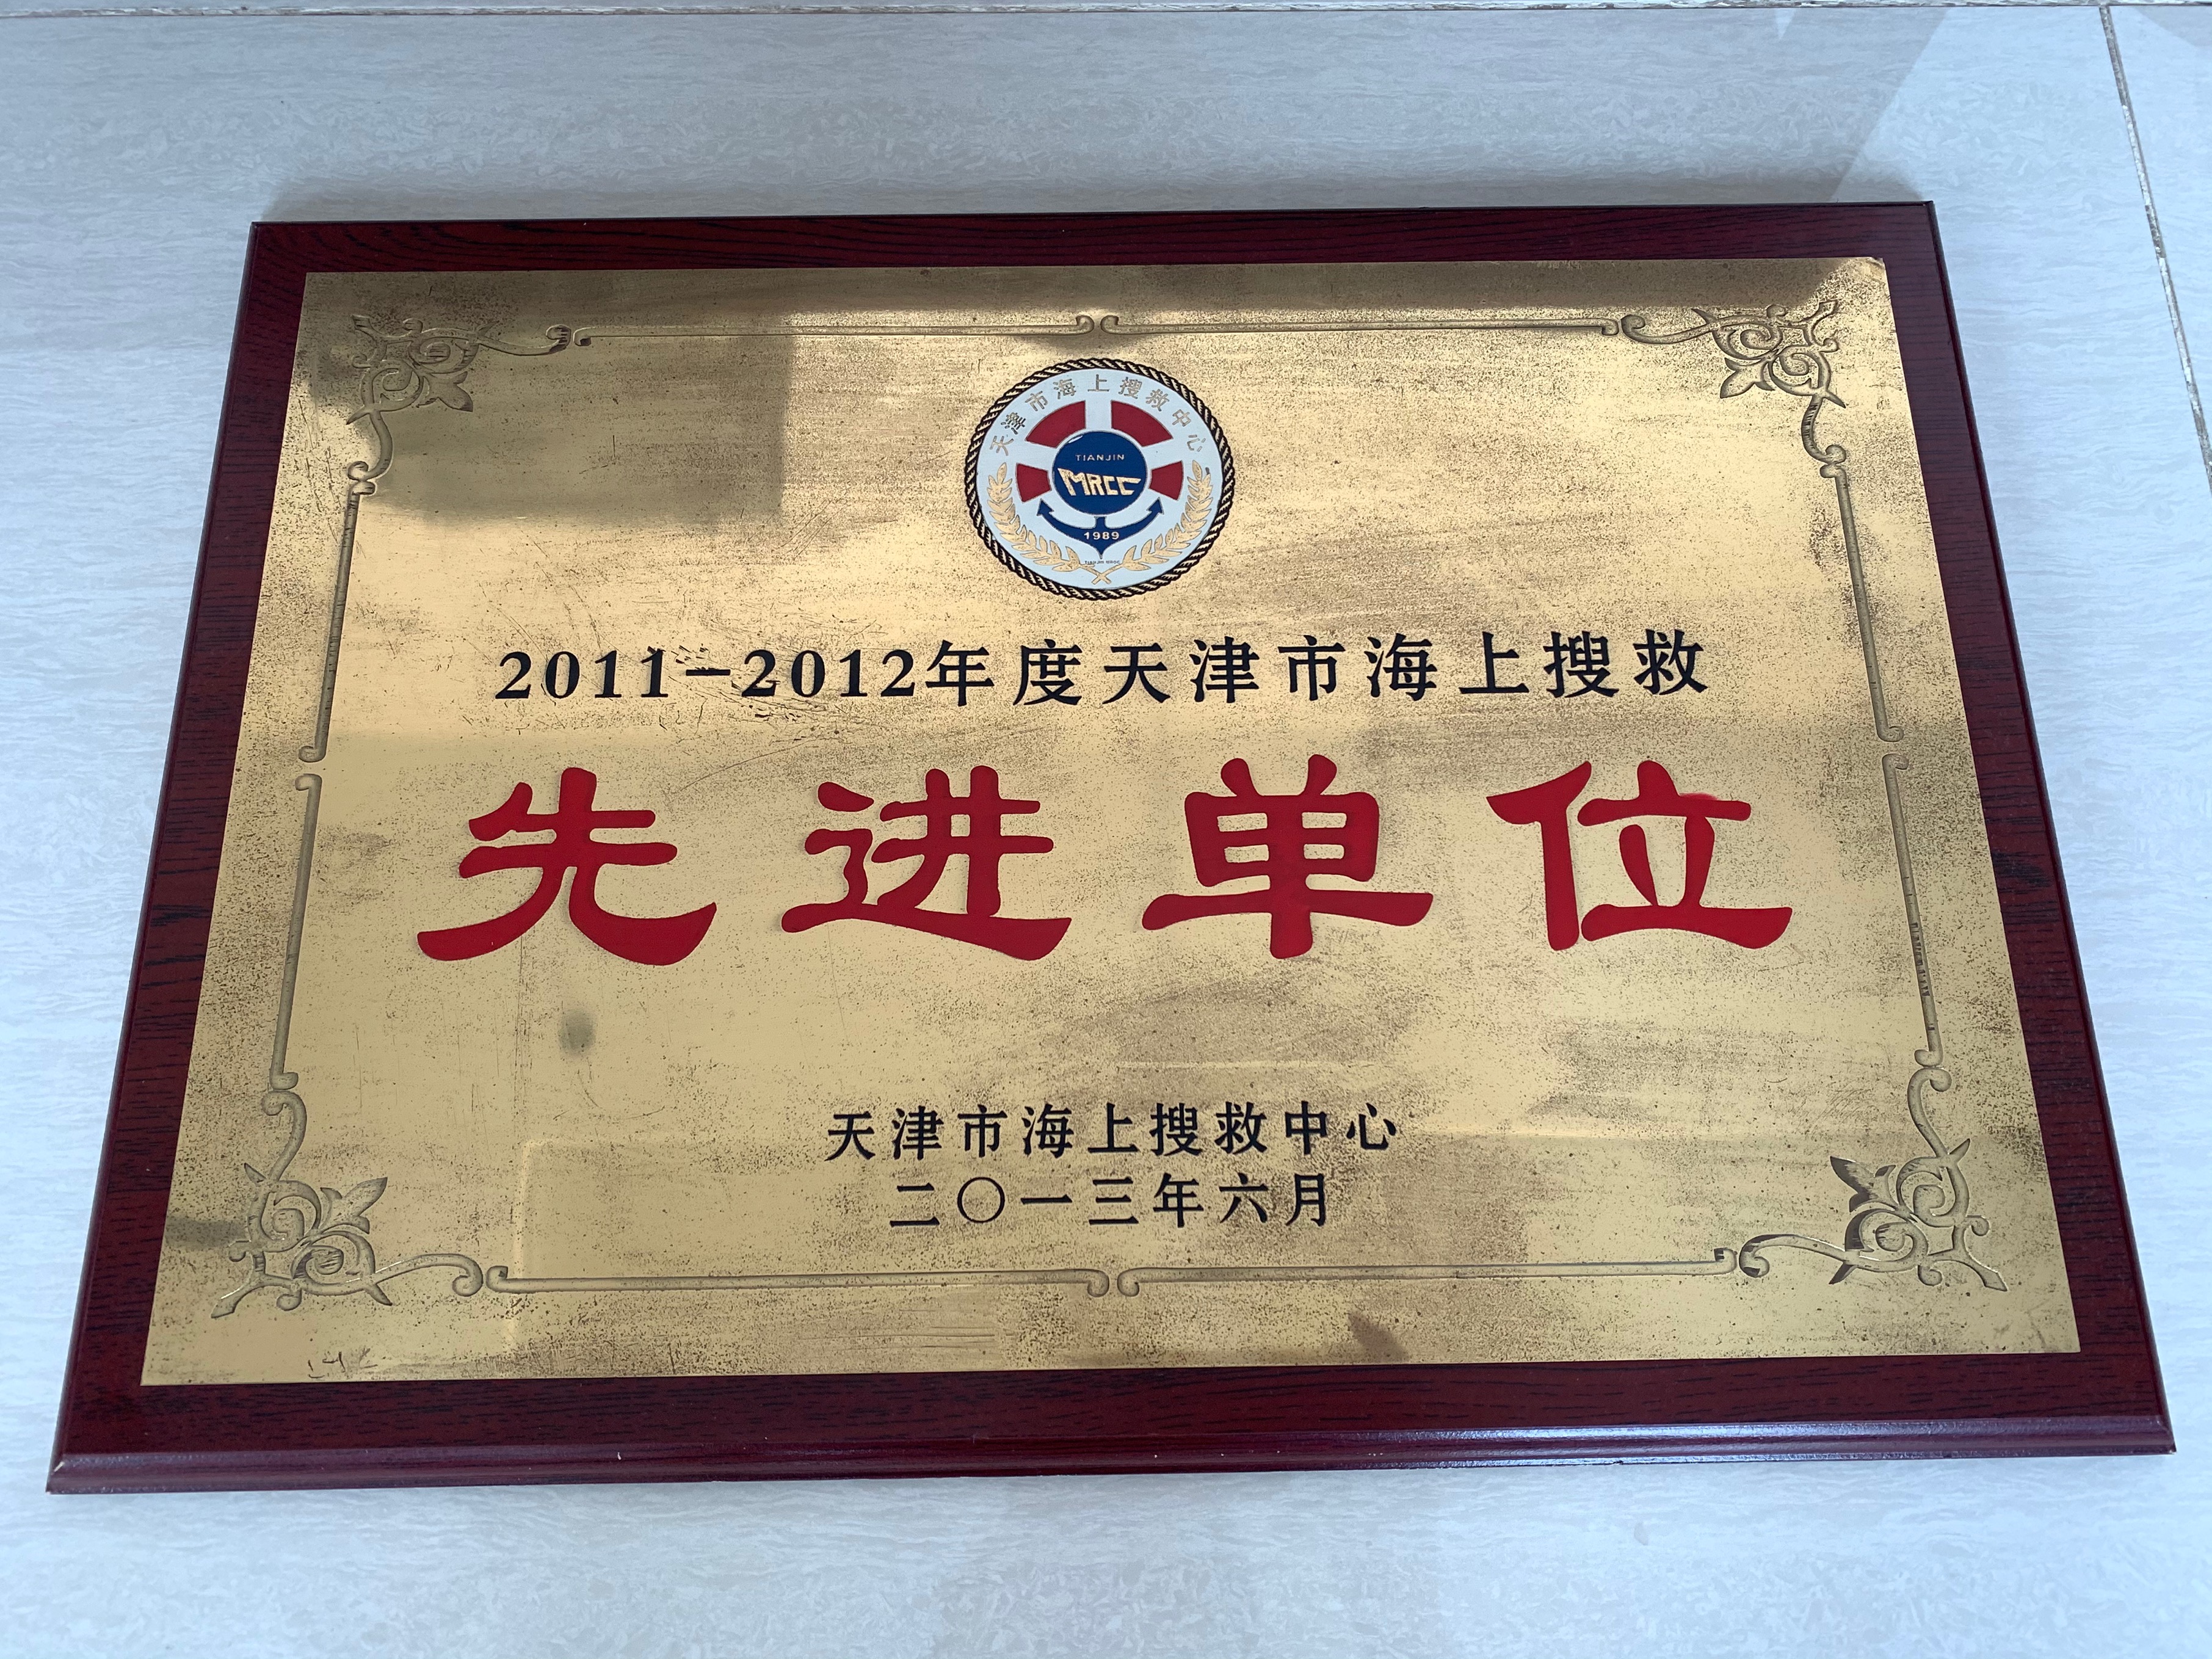 天津市海上搜救中心
TIANJIN
MRCC
1989
TIANJIN MRCC
2011-2012年度天津市海上搜救
先进单位
天津市海上搜救中心
二〇一三年六月